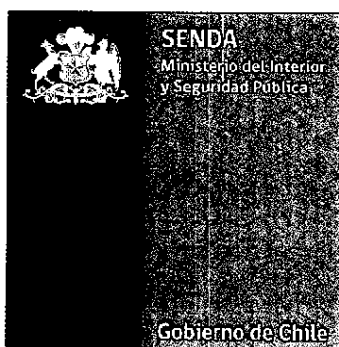 SENDA
Ministerio del Interior
y Seguridad Pública
Gobierno de Chile